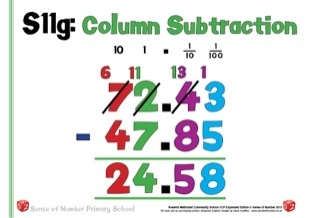 S11g: Column Subtraction
10 1 . 1/10 1/100
6 11 13 1
72.43
- 47.85
24.58
Sense of Number Primary School